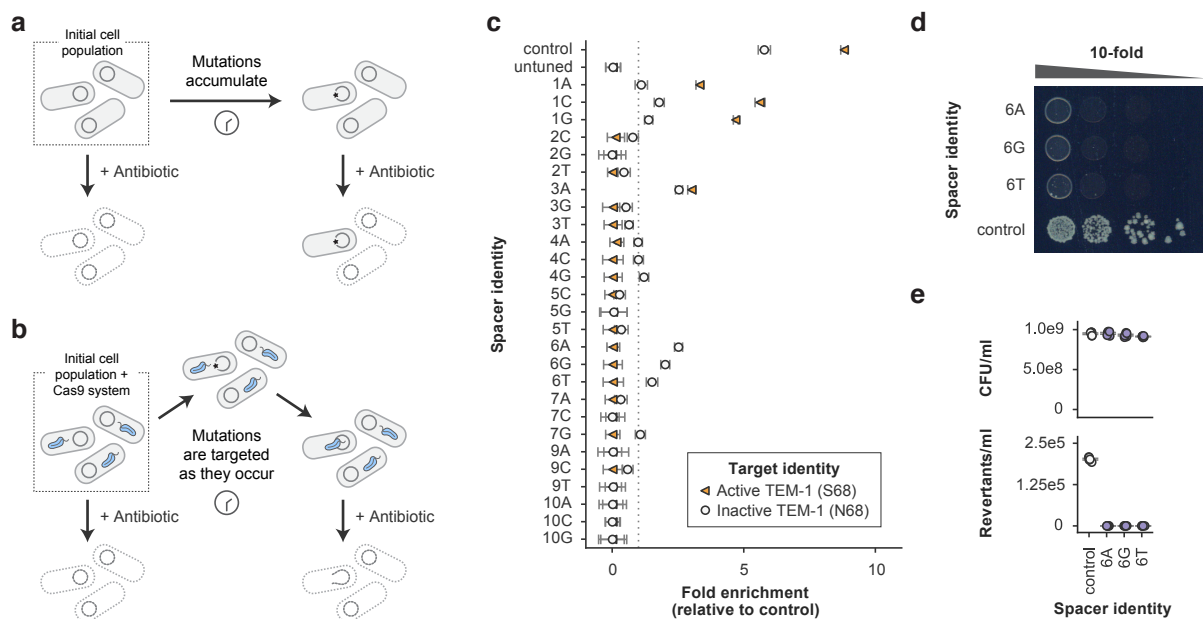 a
Initial cell
population
Mutations
accumulate
+ Antibiotic
+ Antibiotic
b
Initial cell
population +
Cas9 system
Mutations
are targeted
as they occur
+ Antibiotic
+ Antibiotic
c
Spacer identity
control
untuned
1A
1C
1G
2C
2G
2T
3A
3G
3T
4A
4C
4G
5C
5G
5T
6A
6G
6T
7A
7C
7G
9A
9C
9T
10A
10C
10G
Target identity
Active TEM-1 (S68)
Inactive TEM-1 (N68)
0 5 10
Fold enrichment
(relative to control)
d
10-fold
Spacer identity
6A
6G
6T
control
e
CFU/ml
1.0e9
5.0e8
0
Revertants/ml
2.5e5
1.25e5
0
control 6A 6G 6T
Spacer identity